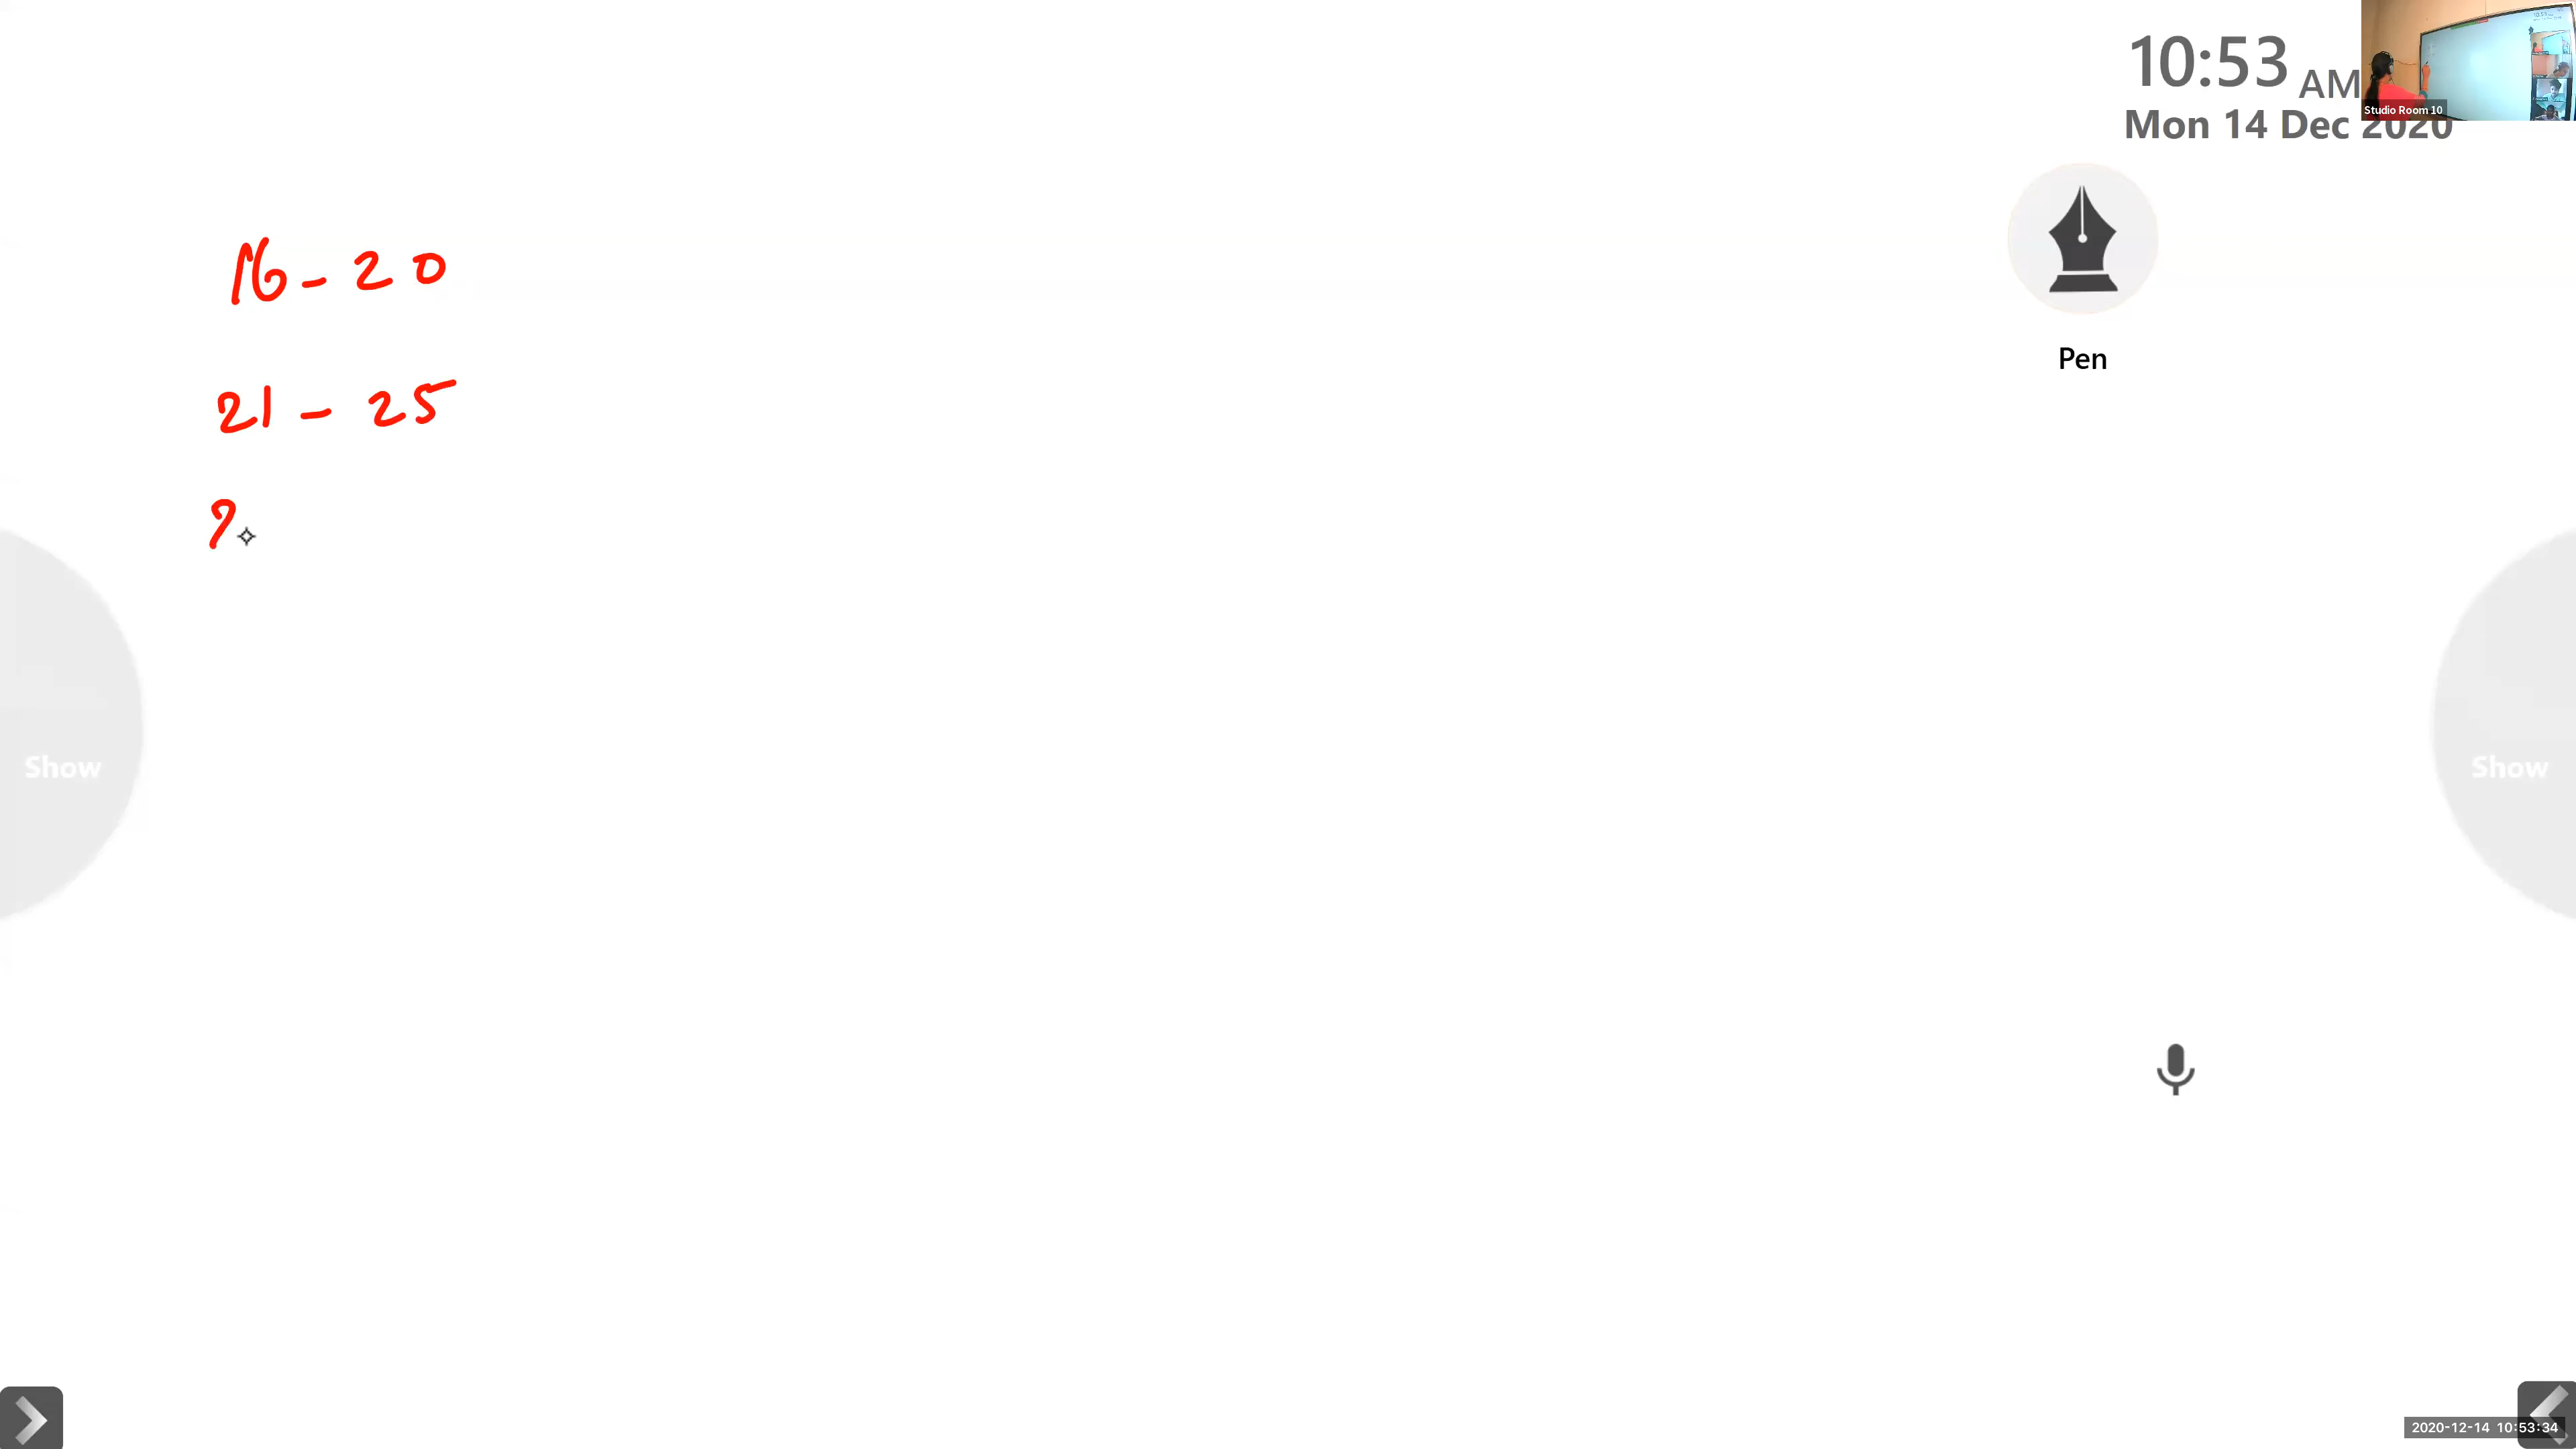 10:53 AM
Studio Room 10
Mon 14 Dec 2020
16 - 20
Pen
21 - 25
2
Show
Show
2020-12-14 10:53:34